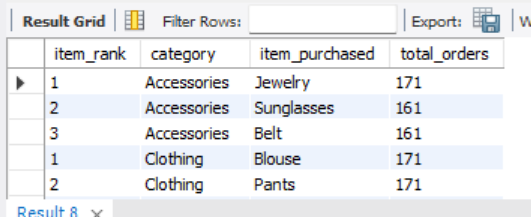 Result Grid Filter Rows: Export: W
item_rank category item_purchased total_orders
1 Accessories Jewelry 171
2 Accessories Sunglasses 161
3 Accessories Belt 161
1 Clothing Blouse 171
2 Clothing Pants 171
Result 8 ×